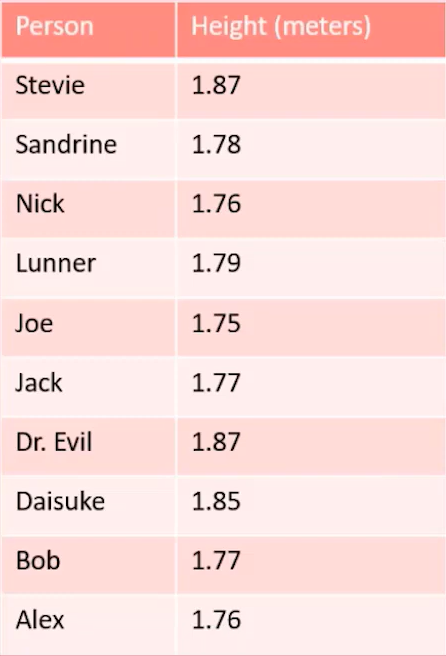 Person Height (meters)
Stevie 1.87
Sandrine 1.78
Nick 1.76
Lunner 1.79
Joe 1.75
Jack 1.77
Dr. Evil 1.87
Daisuke 1.85
Bob 1.77
Alex 1.76